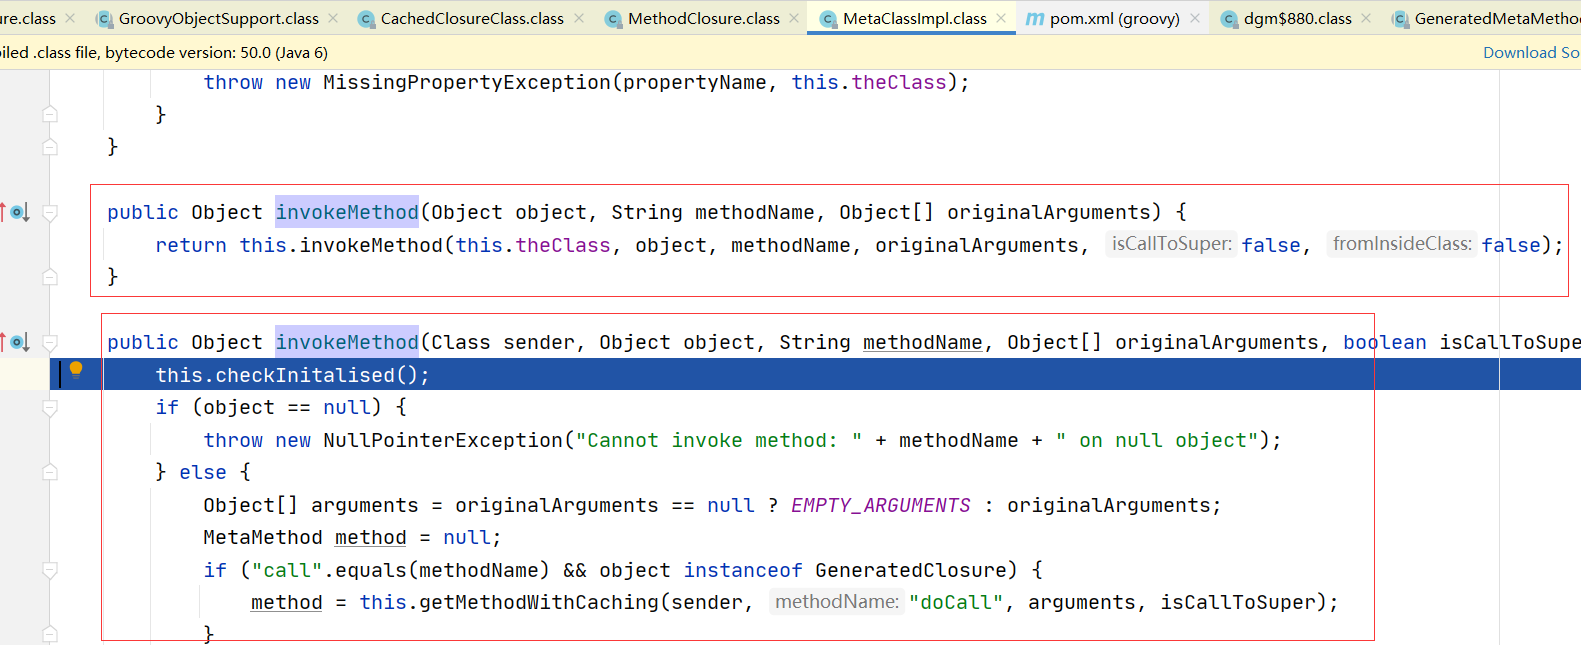 re.class GroovyObjectSupport.class CachedClosureClass.class MethodClosure.class MetaClassImpl.class pom.xml (groovy) dgm$880.class GeneratedMetaMetho
iled .class file, bytecode version: 50.0 (Java 6) Download So
throw new MissingPropertyException(propertyName, this.theClass);
}
}
public Object invokeMethod(Object object, String methodName, Object[] originalArguments) {
return this.invokeMethod(this.theClass, object, methodName, originalArguments, isCallToSuper: false, fromInsideClass: false);
}
public Object invokeMethod(Class sender, Object object, String methodName, Object[] originalArguments, boolean isCallToSupe
this.checkInitalised();
if (object == null) {
throw new NullPointerException("Cannot invoke method: " + methodName + " on null object");
} else {
Object[] arguments = originalArguments == null ? EMPTY_ARGUMENTS : originalArguments;
MetaMethod method = null;
if ("call".equals(methodName) && object instanceof GeneratedClosure) {
method = this.getMethodWithCaching(sender, methodName: "doCall", arguments, isCallToSuper);
}